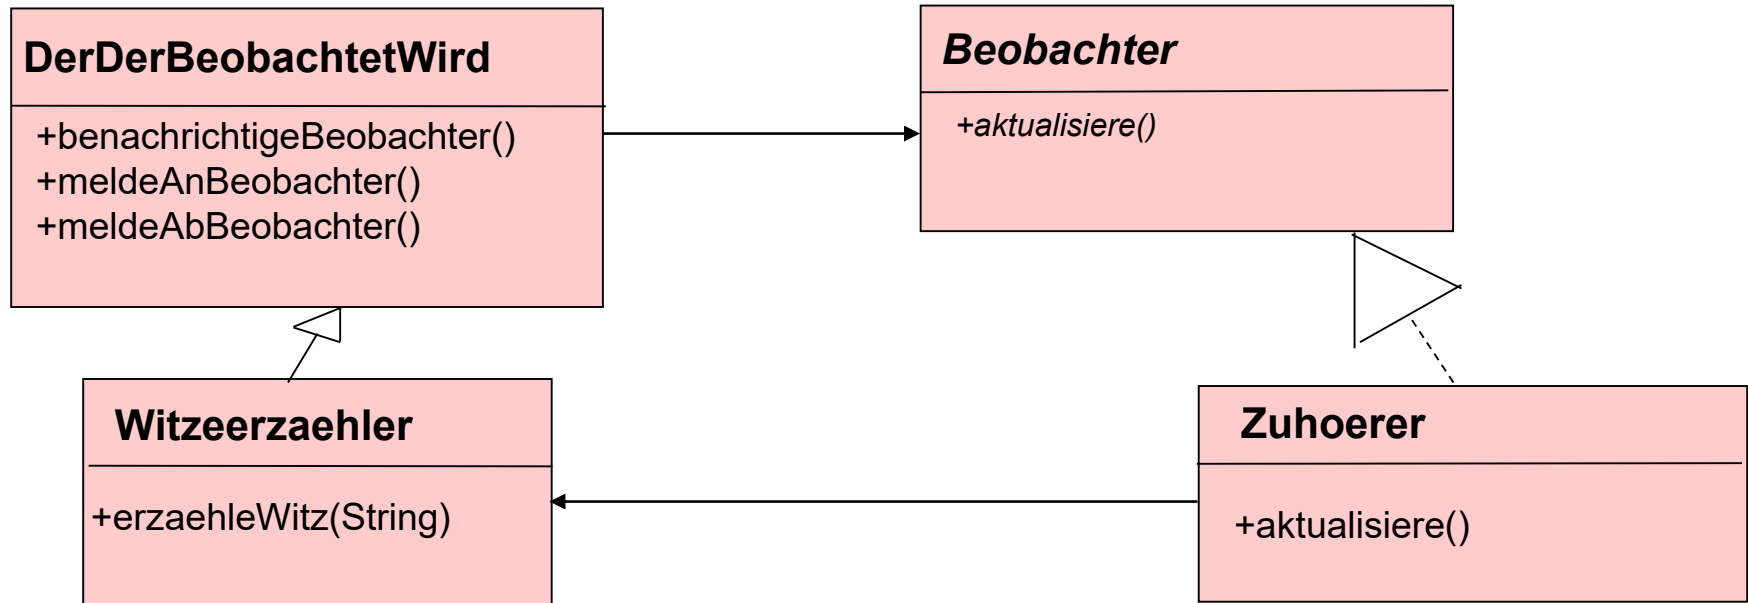 DerDerBeobachtetWird
+benachrichtigeBeobachter()
+meldeAnBeobachter()
+meldeAbBeobachter()
Beobachter
+aktualisiere()
Witzeerzaehler
+erzaehleWitz(String)
Zuhoerer
+aktualisiere()